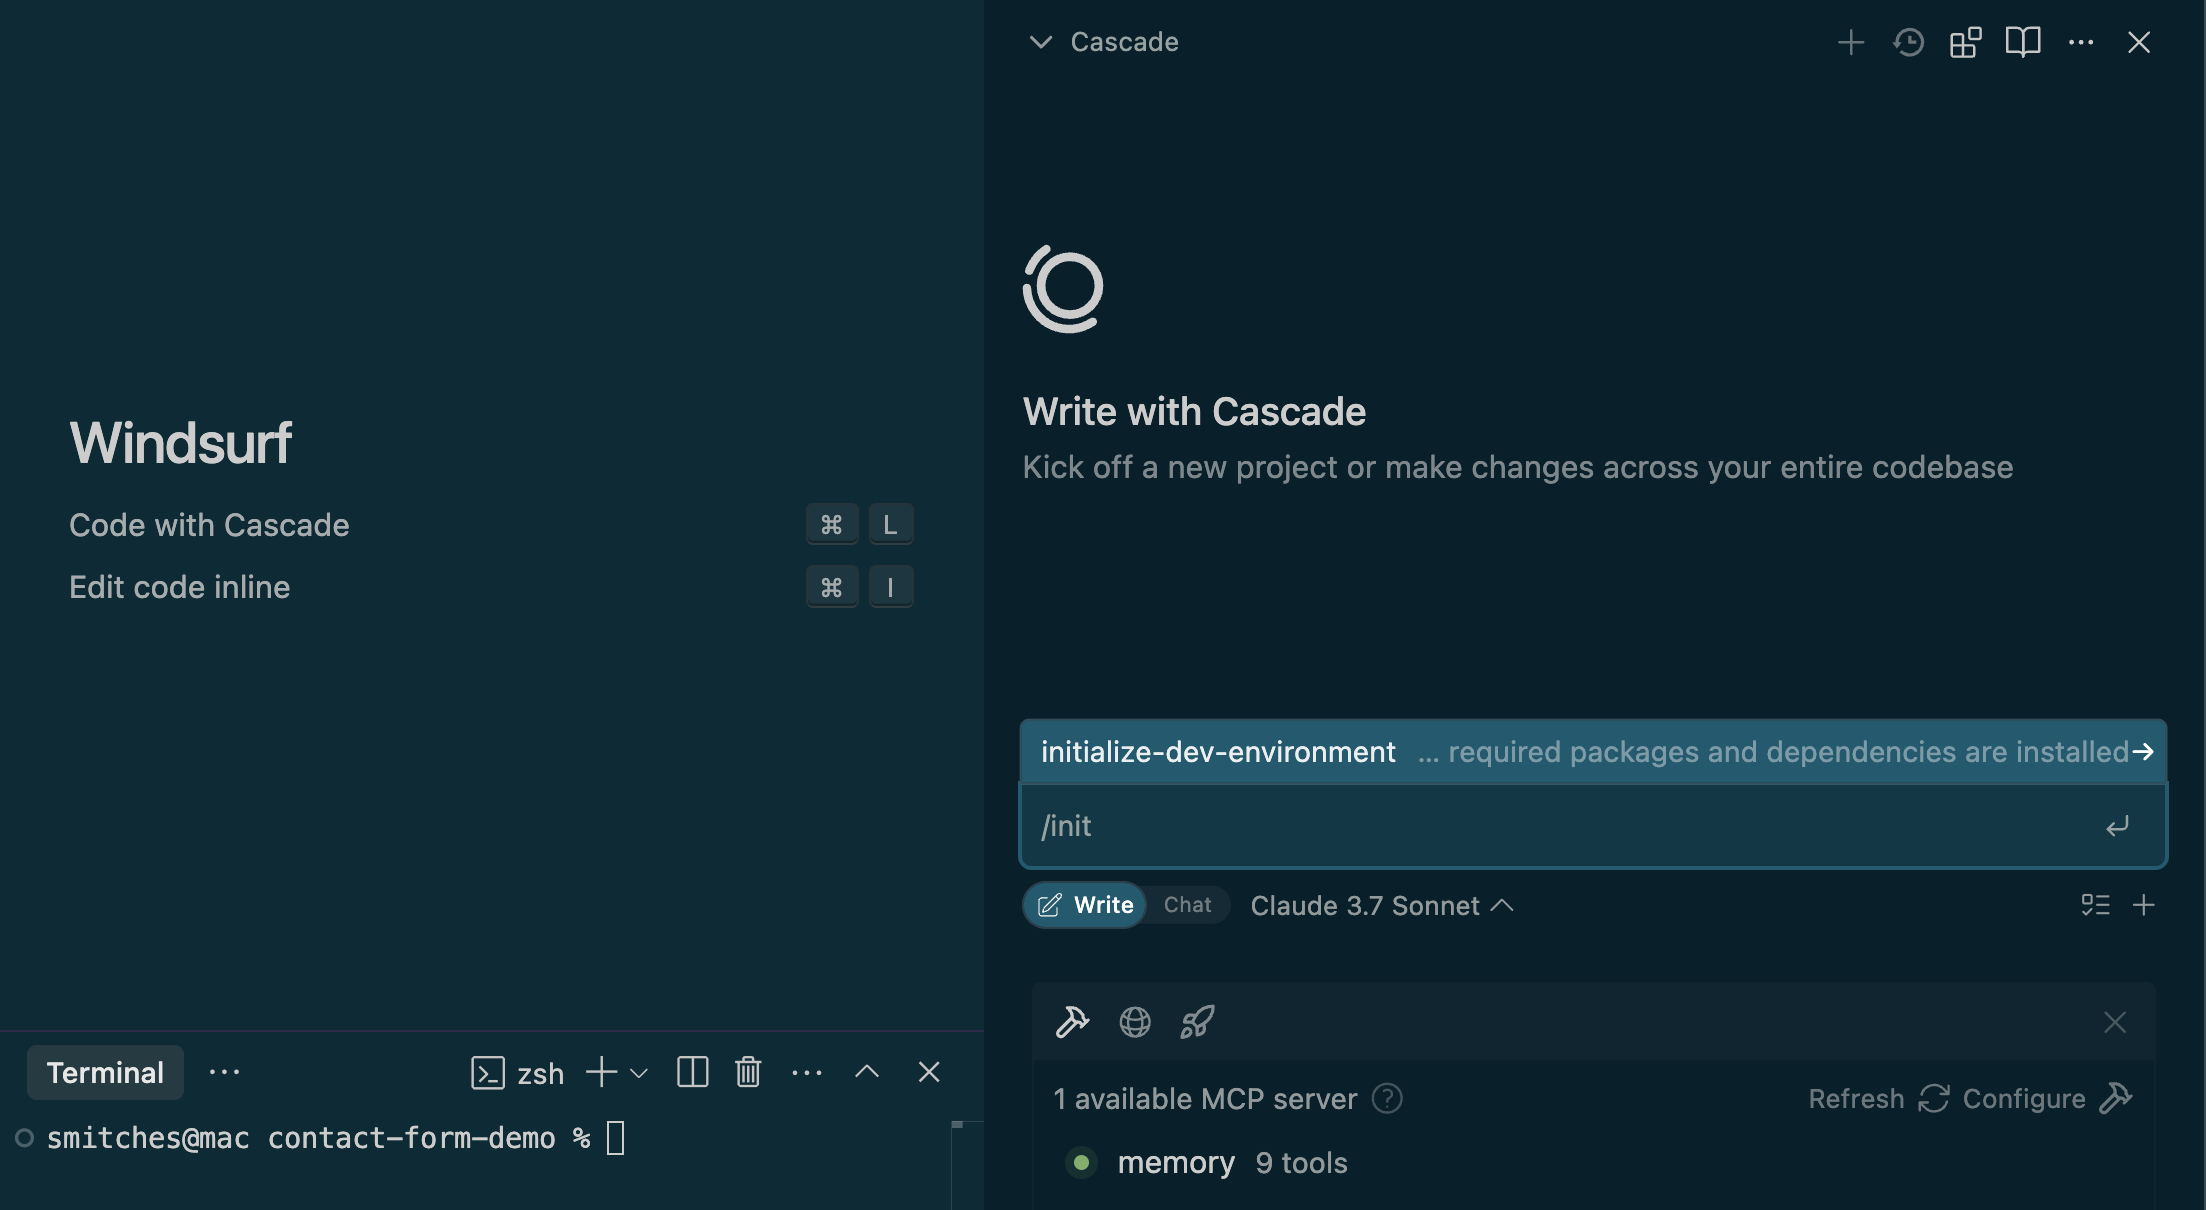 Windsurf
Code with Cascade ⌘ L
Edit code inline ⌘ I
Terminal ··· zsh
smitches@mac contact-form-demo %
Cascade
Write with Cascade
Kick off a new project or make changes across your entire codebase
initialize-dev-environment ... required packages and dependencies are installed→
/init
Write Chat Claude 3.7 Sonnet
1 available MCP server ? Refresh Configure
memory 9 tools